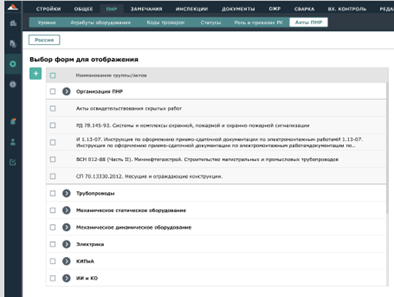 СТРОЙКИ ОБЩЕЕ ПНР ЗАМЕЧАНИЯ ИНСПЕКЦИИ ДОКУМЕНТЫ ОЖР СВАРКА ВХ. КОНТРОЛЬ РЕДА
Уровни Атрибуты оборудования Коды проверок Статусы Роль в приказах РК Акты ПНР
Россия
Выбор форм для отображения
Наименование группы/актов
Организация ПНР
Акты освидетельствования скрытых работ
РД 78.145-93. Системы и комплексы охранной, пожарной и охранно-пожарной сигнализации
И 1.13-07. Инструкция по оформлению приемо-сдаточной документации по электромонтажным работамИ 1.13-07.
Инструкция по оформлению приемо-сдаточной документации по электромонтажным работамдокументации по...
ВСН 012-88 (Часть II). Миннефтегазстрой. Строительство магистральных и промысловых трубопроводов
СП 70.13330.2012. Несущие и ограждающие конструкции.
Трубопроводы
Механическое статическое оборудование
Механическое динамическое оборудование
Электрика
КИПиА
ИИ и КО